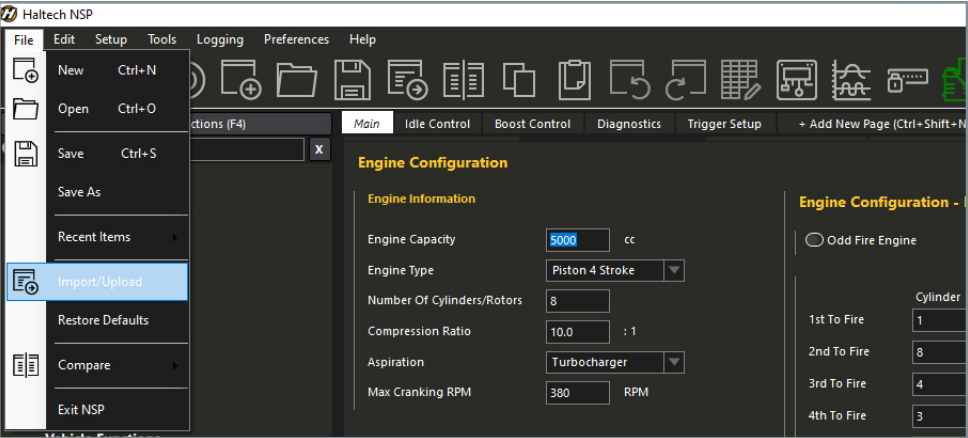 Haltech NSP
File Edit Setup Tools Logging Preferences Help
New Ctrl+N
Open Ctrl+O
Save Ctrl+S
Save As
Recent Items
Import/Upload
Restore Defaults
Compare
Exit NSP
ctions (F4)
X
Vehicle Functions
Main Idle Control Boost Control Diagnostics Trigger Setup + Add New Page (Ctrl+Shift+N
Engine Configuration
Engine Information
Engine Capacity 5000 cc
Engine Type Piston 4 Stroke
Number Of Cylinders/Rotors 8
Compression Ratio 10.0 : 1
Aspiration Turbocharger
Max Cranking RPM 380 RPM
Engine Configuration -
Odd Fire Engine
Cylinder
1st To Fire 1
2nd To Fire 8
3rd To Fire 4
4th To Fire 3